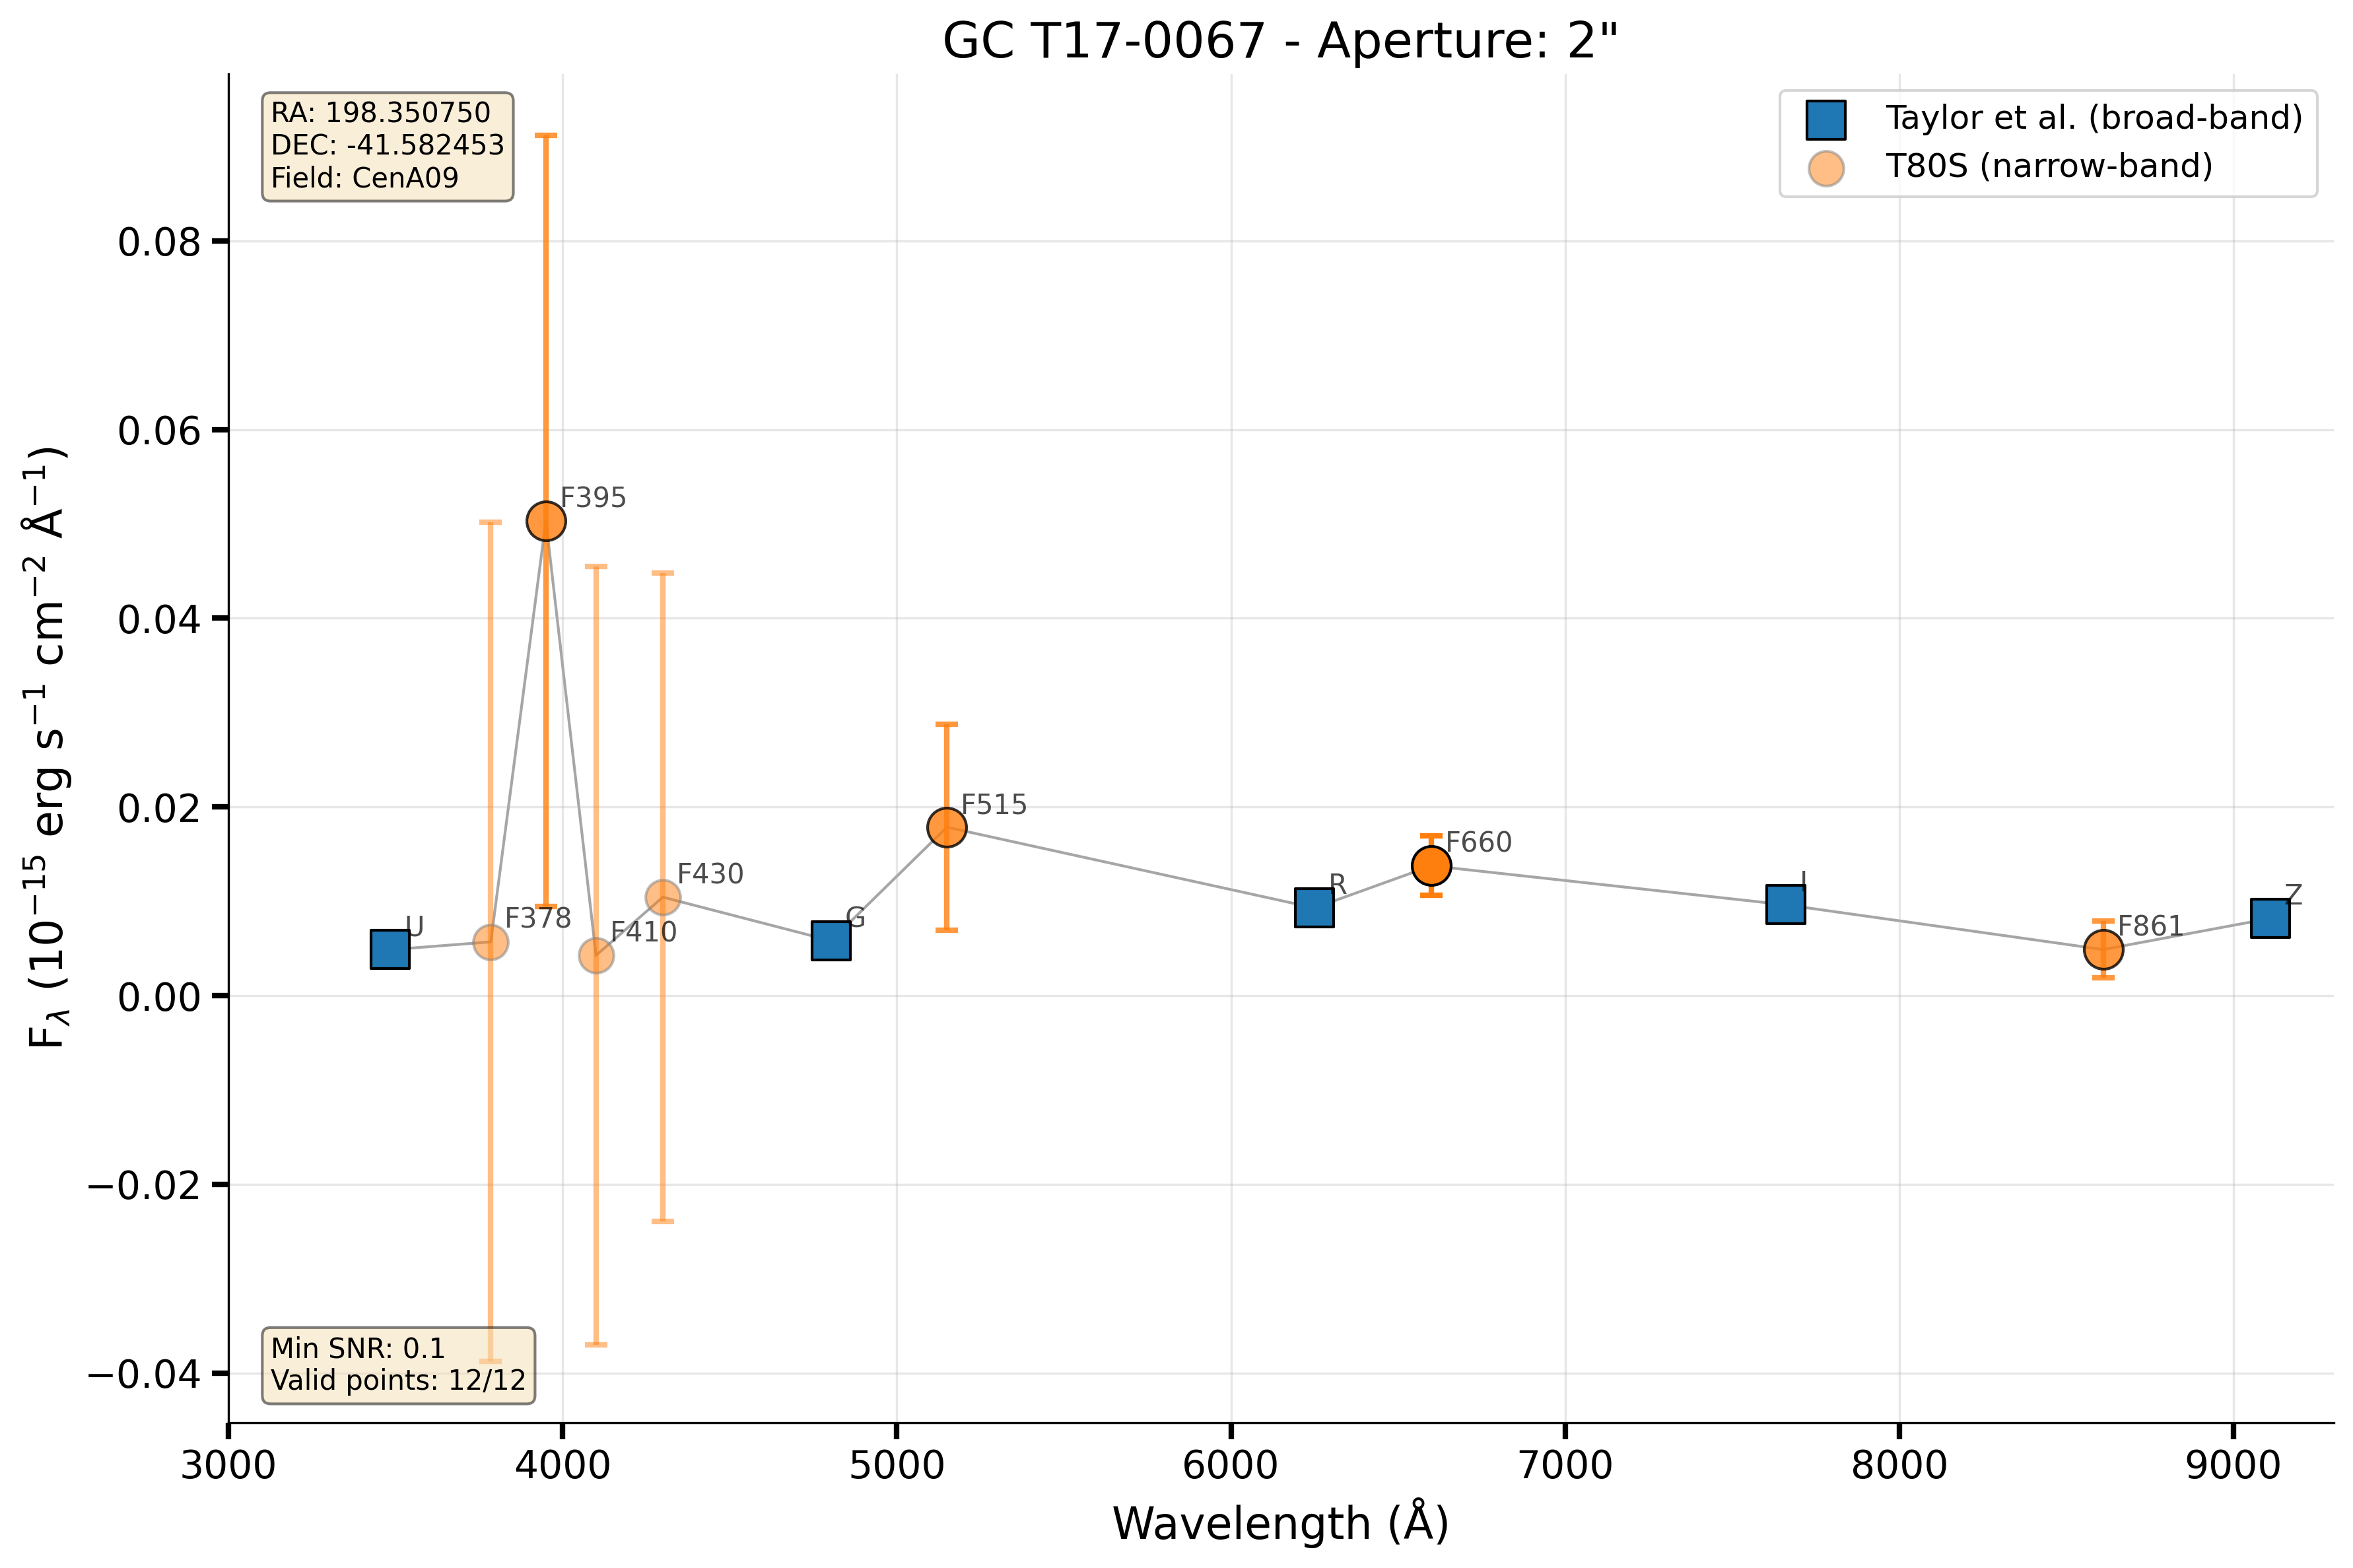 GC T17-0067 - Aperture: 2"
RA: 198.350750
DEC: -41.582453
Field: CenA09
Taylor et al. (broad-band)
T80S (narrow-band)
F_λ (10⁻¹⁵ erg s⁻¹ cm⁻² Å⁻¹)
0.08
0.06
0.04
0.02
0.00
−0.02
−0.04
U
F378
F395
F410
F430
G
F515
R
F660
I
F861
Z
Min SNR: 0.1
Valid points: 12/12
3000 4000 5000 6000 7000 8000 9000
Wavelength (Å)